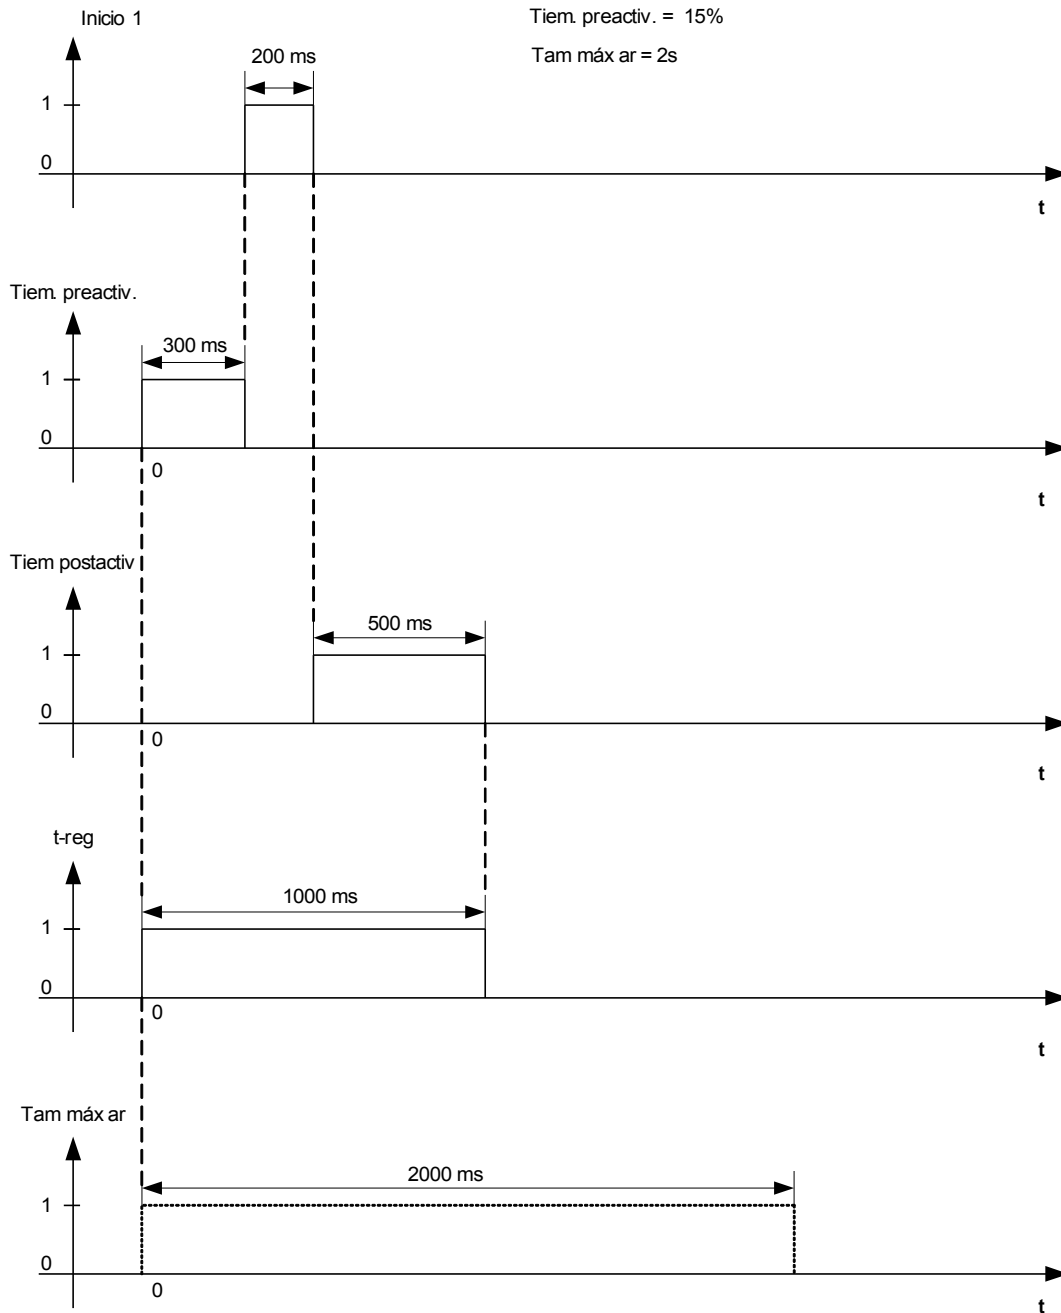 Inicio 1
Tiem. preactiv. = 15%
Tam máx ar = 2s
200 ms
1
0
t
Tiem. preactiv.
300 ms
1
0
0
t
Tiem postactiv
500 ms
1
0
0
t
t-reg
1000 ms
1
0
0
t
Tam máx ar
2000 ms
1
0
0
t